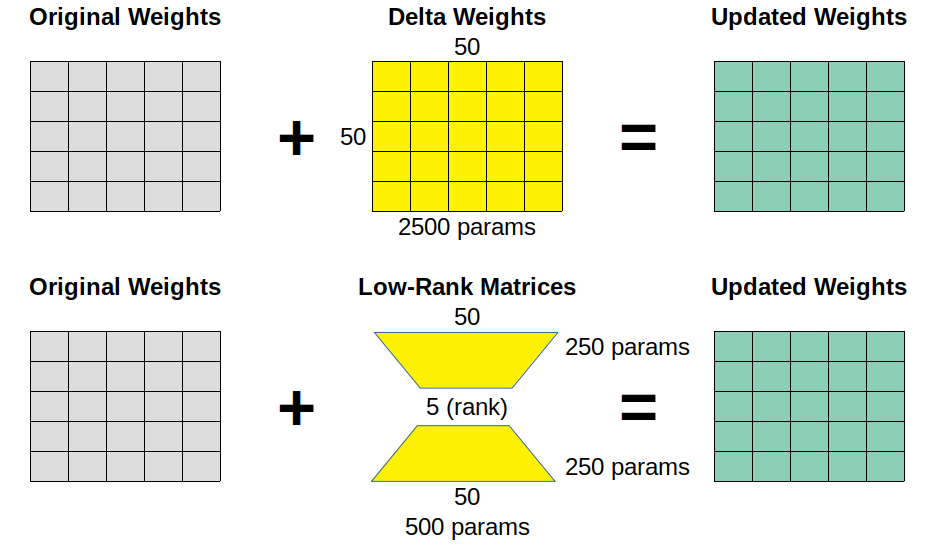 Original Weights
Delta Weights
Updated Weights
50
+
50
=
2500 params
Original Weights
Low-Rank Matrices
Updated Weights
50
250 params
+
5 (rank)
=
250 params
50
500 params